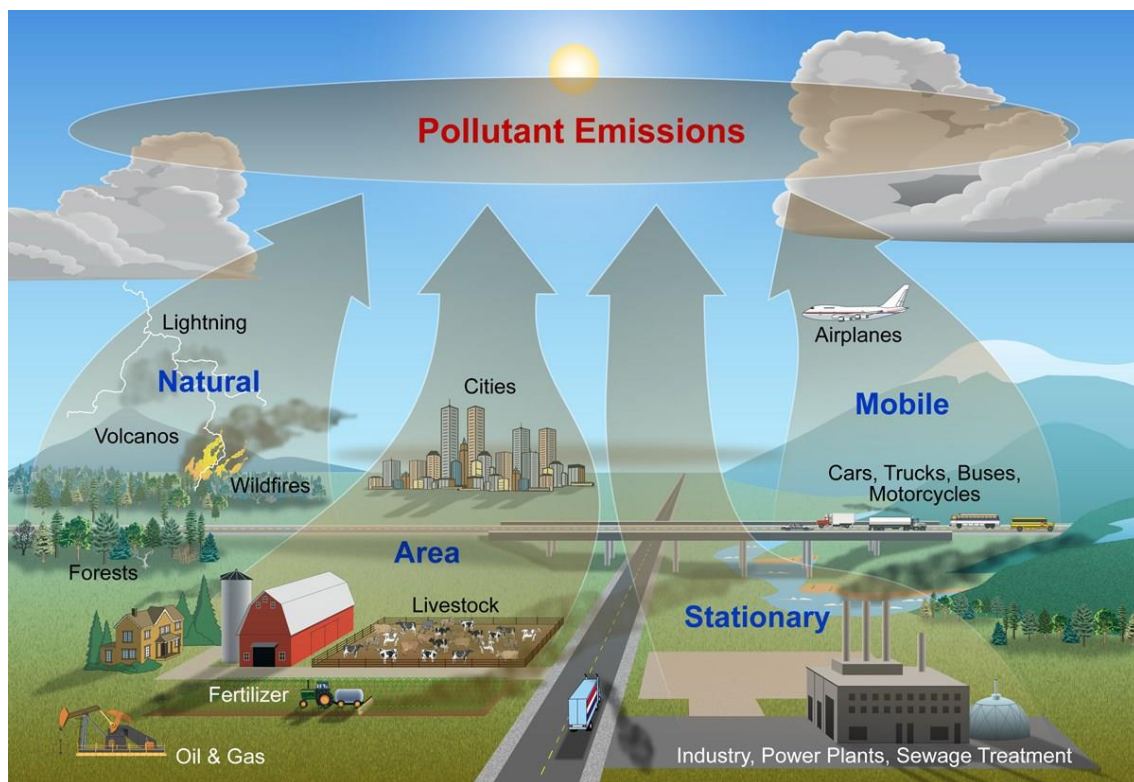 Pollutant Emissions
Lightning
Natural
Volcanos
Wildfires
Forests
Cities
Area
Livestock
Fertilizer
Oil & Gas
Airplanes
Mobile
Cars, Trucks, Buses,
Motorcycles
Stationary
Industry, Power Plants, Sewage Treatment